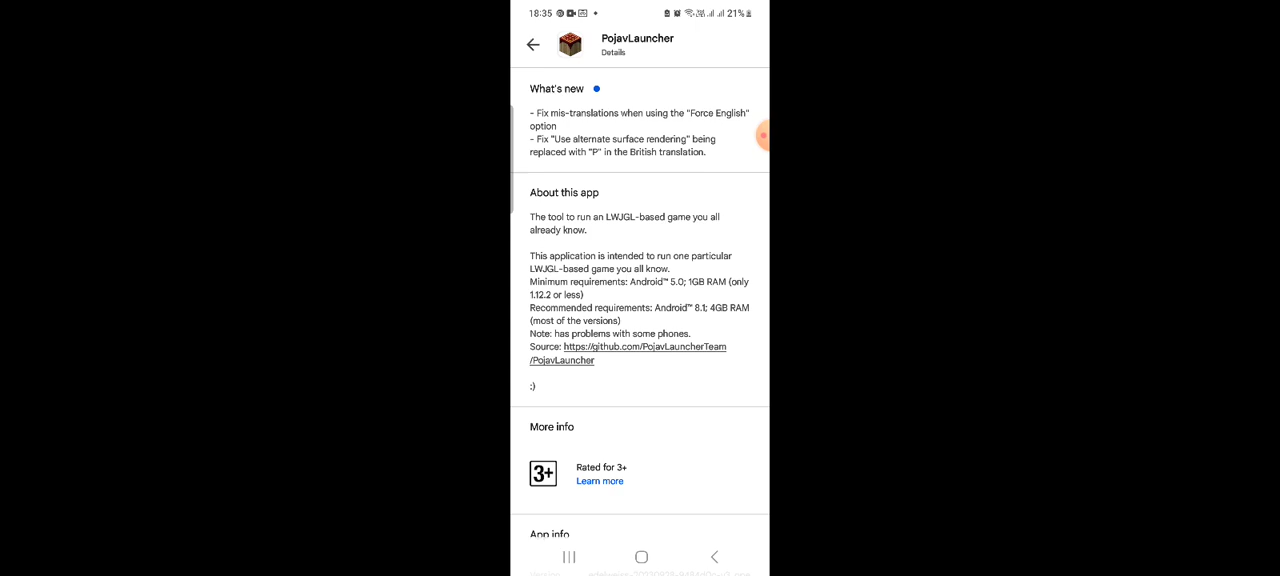 18:35 21%
PojavLauncher
Details
What's new
- Fix mis-translations when using the "Force English"
option
- Fix "Use alternate surface rendering" being
replaced with "P" in the British translation.
About this app
The tool to run an LWJGL-based game you all
already know.
This application is intended to run one particular
LWJGL-based game you all know.
Minimum requirements: Android™ 5.0; 1GB RAM (only
1.12.2 or less)
Recommended requirements: Android™ 8.1; 4GB RAM
(most of the versions)
Note: has problems with some phones.
Source: https://github.com/PojavLauncherTeam
/PojavLauncher
:)
More info
3+ Rated for 3+
Learn more
App info
Version